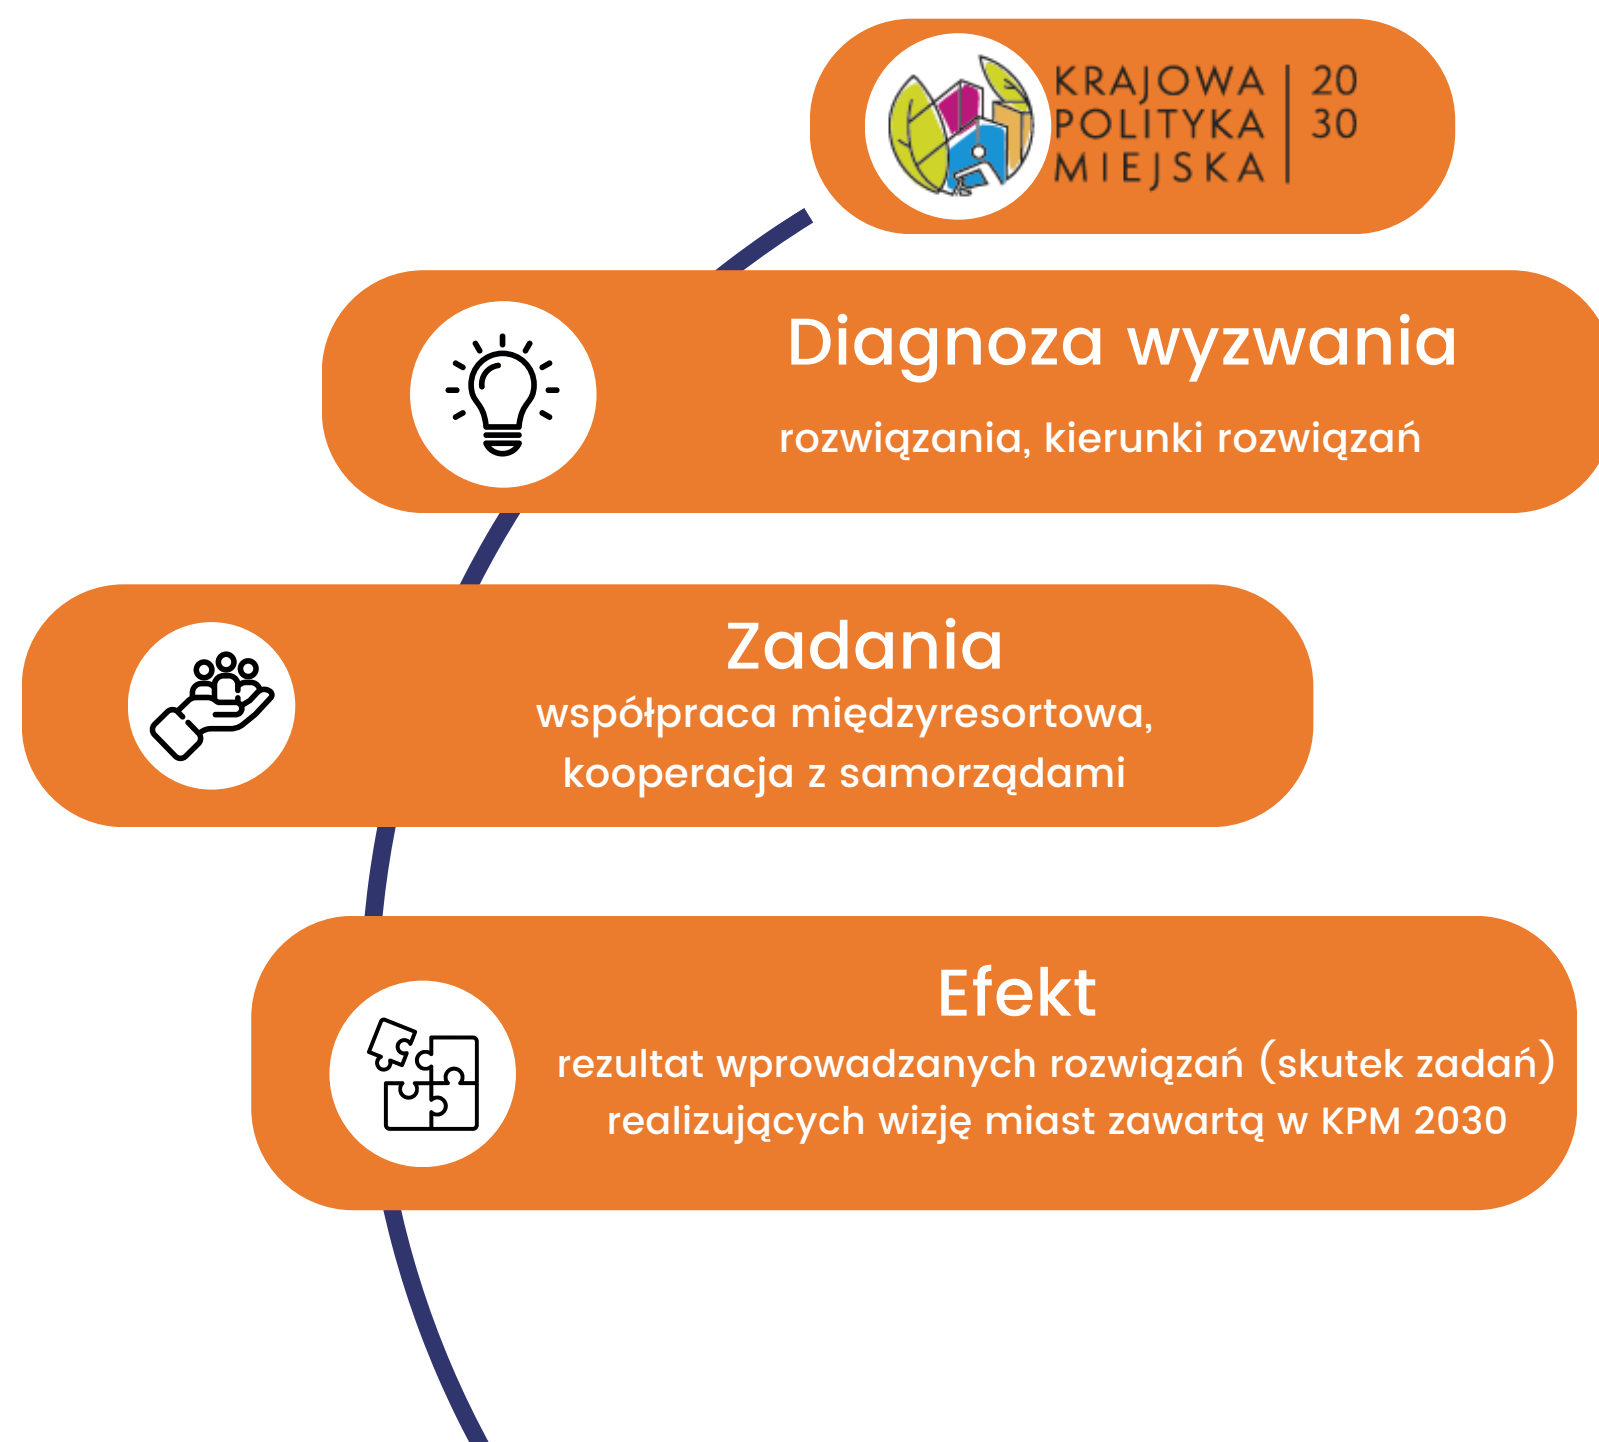 KRAJOWA
POLITYKA
MIEJSKA
20
30
Diagnoza wyzwania
rozwiązania, kierunki rozwiązań
Zadania
współpraca międzyresortowa,
kooperacja z samorządami
Efekt
rezultat wprowadzanych rozwiązań (skutek zadań)
realizujących wizję miast zawartą w KPM 2030